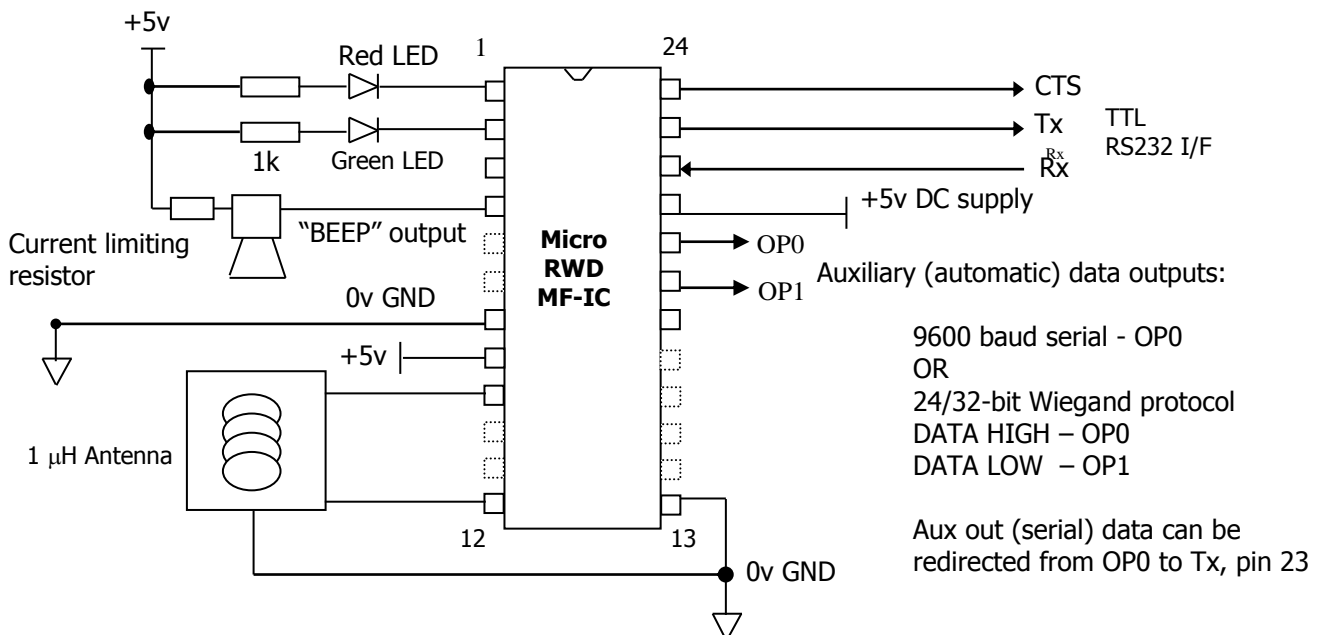 +5v
Red LED
1
24
CTS
Tx
TTL
RS232 I/F
1k
Green LED
Rx
Rx
+5v DC supply
"BEEP" output
Current limiting
resistor
Micro
RWD
MF-IC
OP0
OP1
Auxiliary (automatic) data outputs:
0v GND
+5v
9600 baud serial - OP0
OR
24/32-bit Wiegand protocol
DATA HIGH – OP0
DATA LOW – OP1
1 μH Antenna
12
13
Aux out (serial) data can be
redirected from OP0 to Tx, pin 23
0v GND